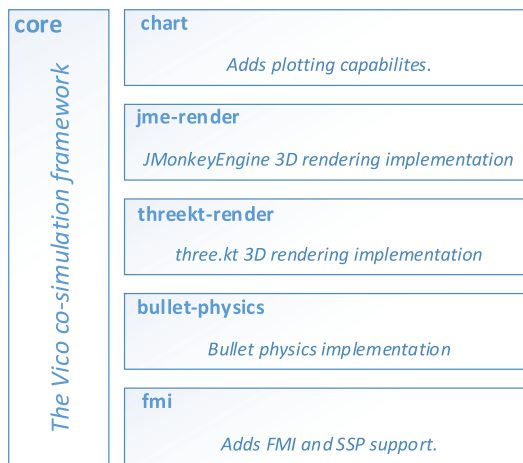 core
The Vico co-simulation framework
chart
Adds plotting capabilites.
jme-render
JMonkeyEngine 3D rendering implementation
threekt-render
three.kt 3D rendering implementation
bullet-physics
Bullet physics implementation
fmi
Adds FMI and SSP support.